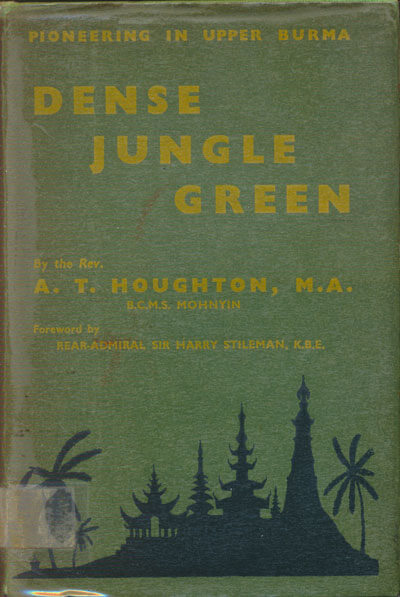 PIONEERING IN UPPER BURMA
DENSE
JUNGLE
GREEN
By the Rev.
A. T. HOUGHTON, M.A.
B.C.M.S. MOHNYIN
Foreword by
REAR-ADMIRAL SIR HARRY STILEMAN, K.B.E.